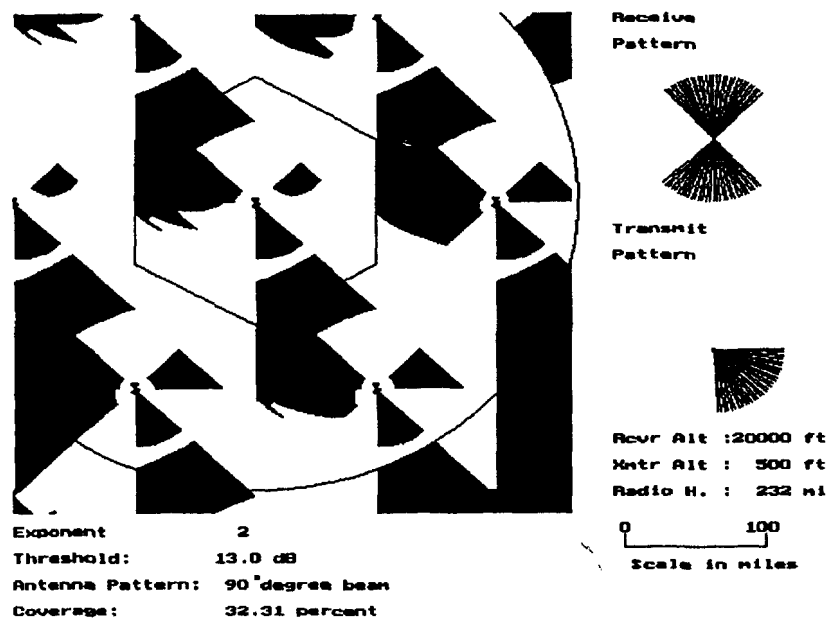 Receive
Pattern
Transmit
Pattern
Rcvr Alt :20000 ft
Xmtr Alt : 500 ft
Radio H. : 232 mi
0 100
Scale in miles
Exponent 2
Threshold: 13.0 dB
Antenna Pattern: 90°degree beam
Coverage: 32.31 percent